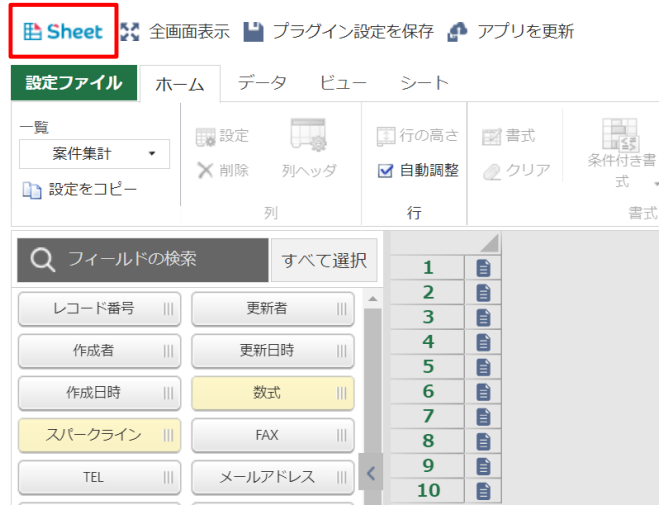 Sheet 全画面表示 プラグイン設定を保存 アプリを更新
設定ファイル ホーム データ ビュー シート
一覧
案件集計
設定をコピー
設定
削除
列ヘッダ
列
行の高さ
自動調整
行
書式
クリア
条件付き書
式
書式
フィールドの検索 すべて選択
レコード番号 更新者
作成者 更新日時
作成日時 数式
スパークライン FAX
TEL メールアドレス
1
2
3
4
5
6
7
8
9
10